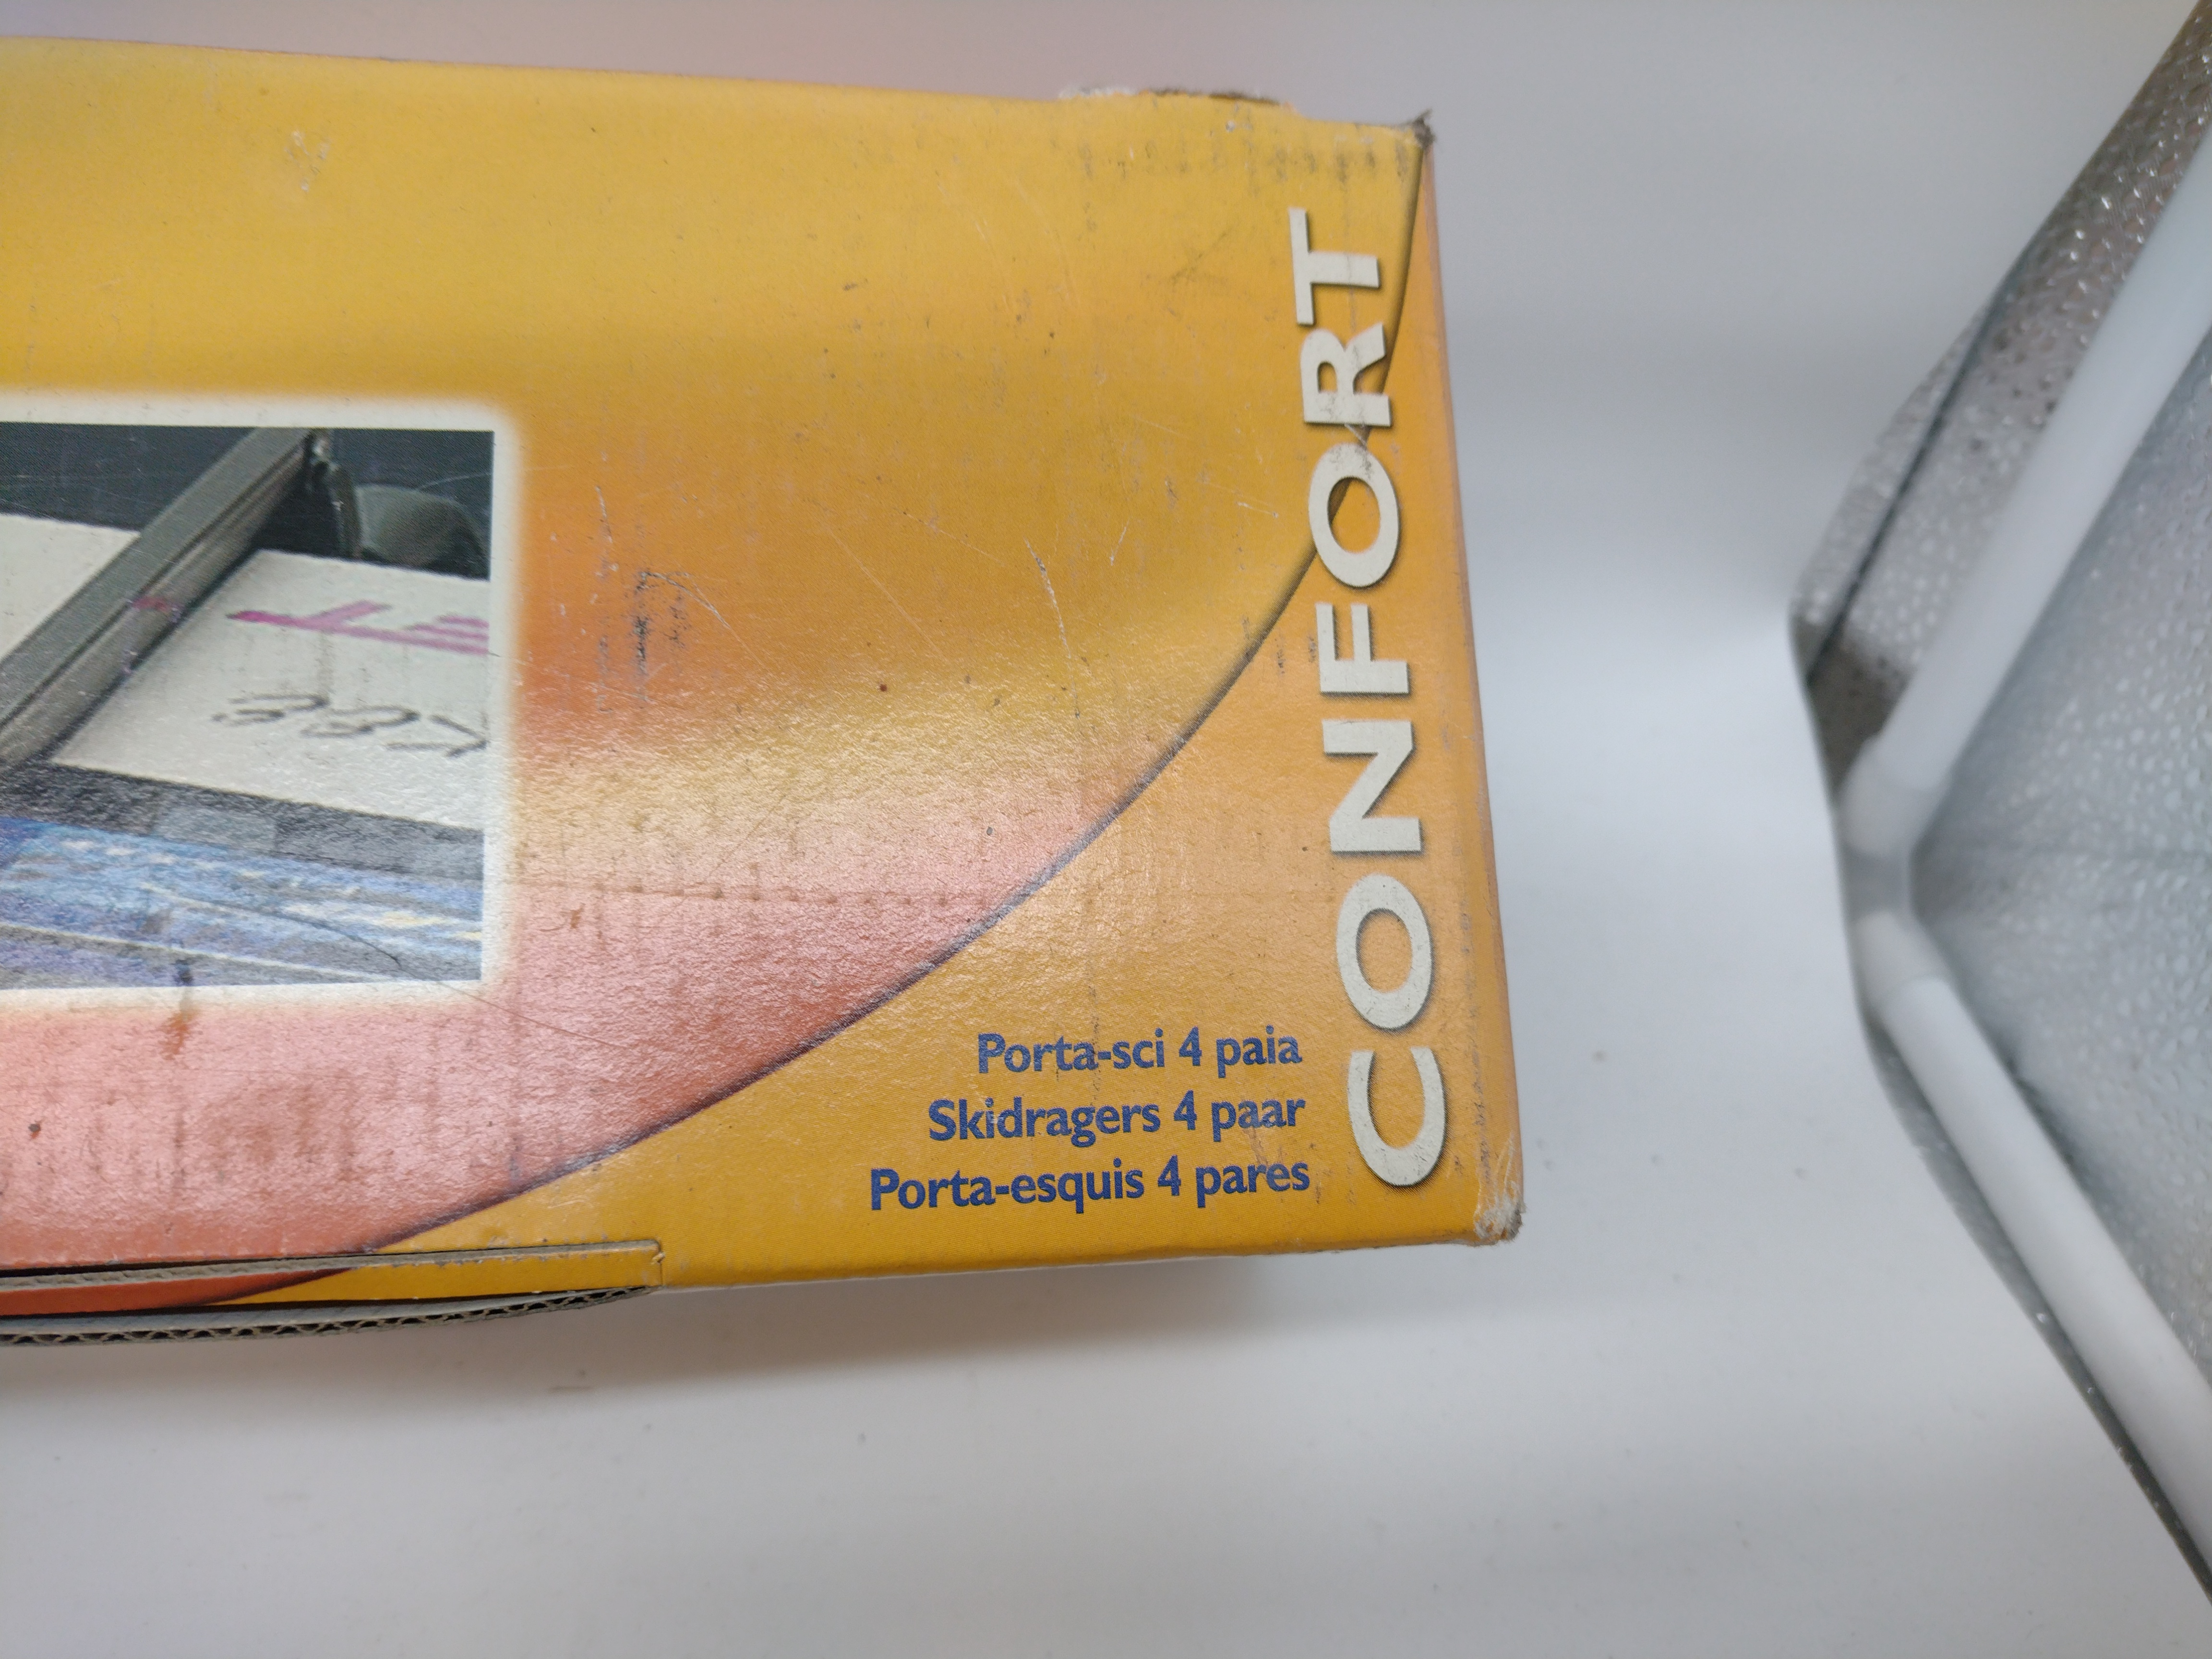 CONFORT
Porta-sci 4 paia
Skidragers 4 paar
Porta-esquis 4 pares